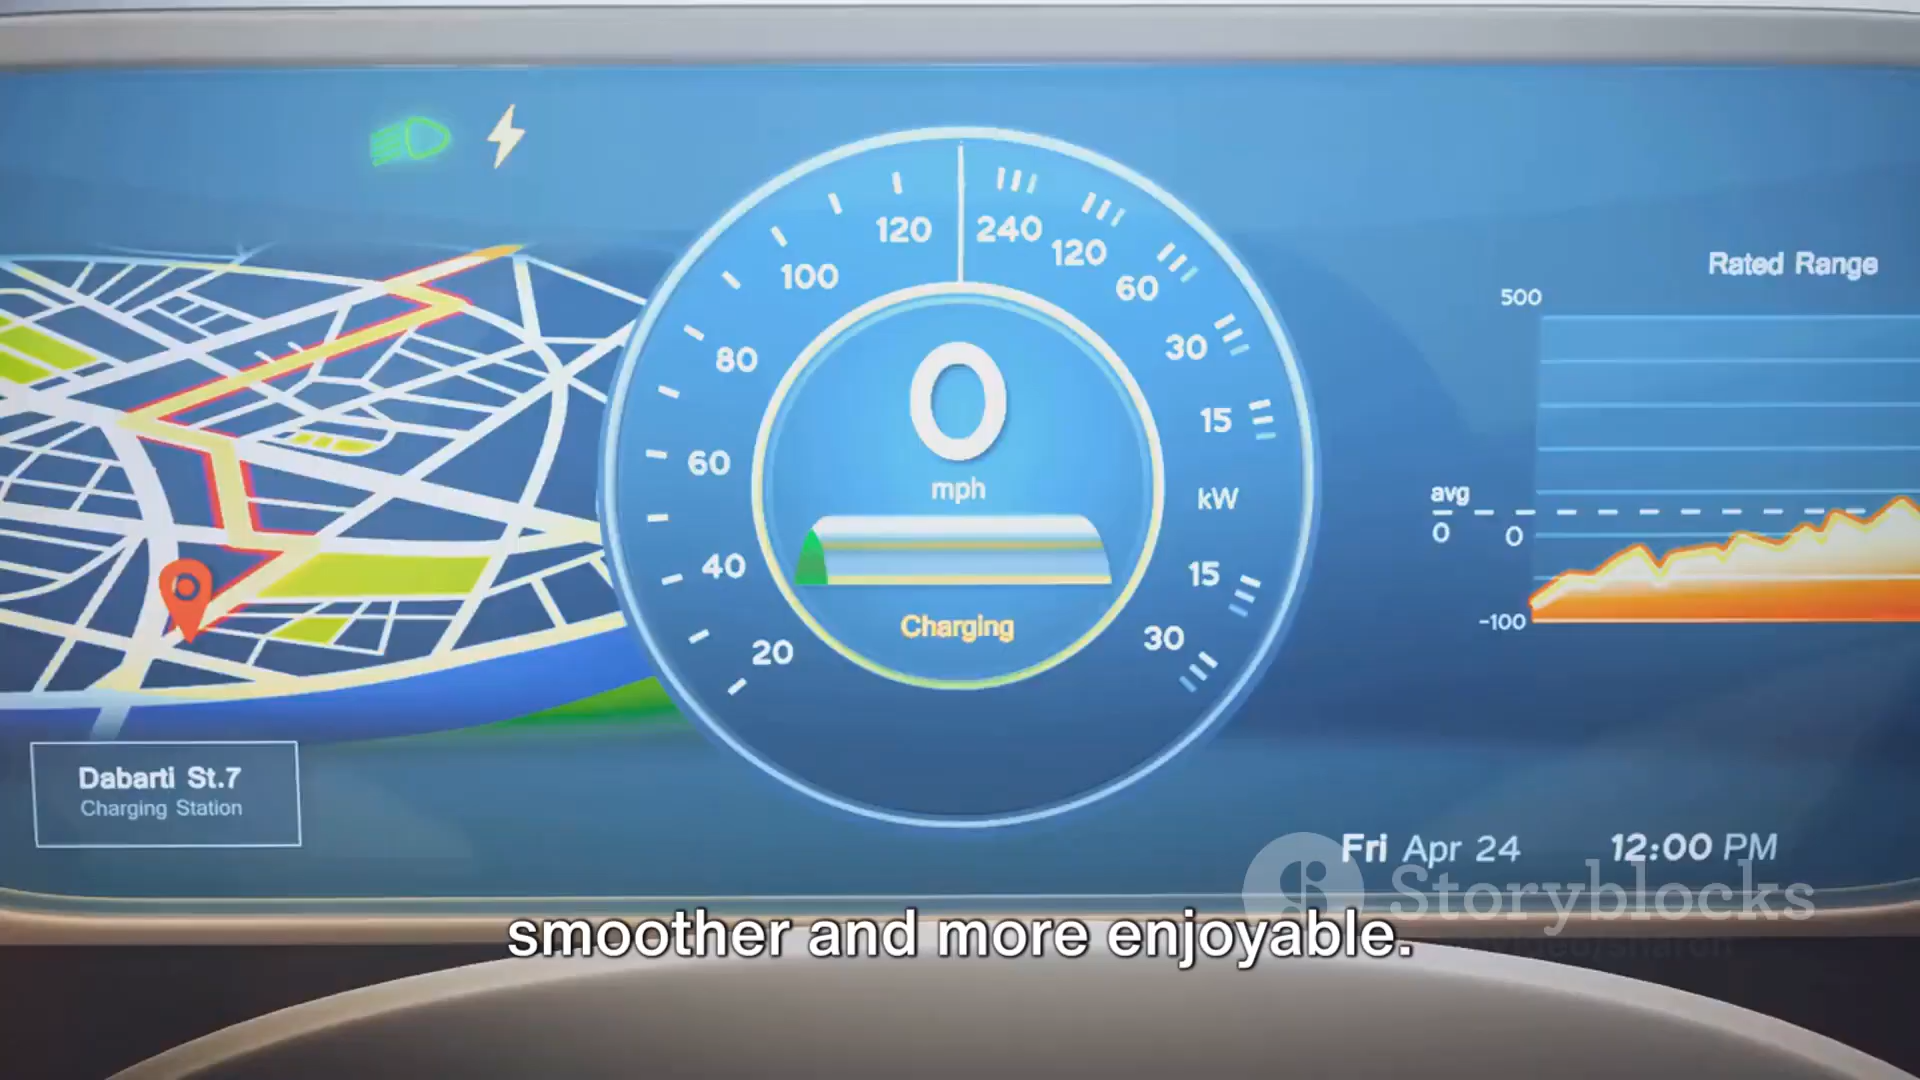 120
240
100
120
60
80
30
60
15
40
kW
15
20
30
0
mph
Charging
Rated Range
500
avg
0
0
-100
Dabarti St.7
Charging Station
Fri Apr 24
12:00 PM
Storyblocks
smoother and more enjoyable.